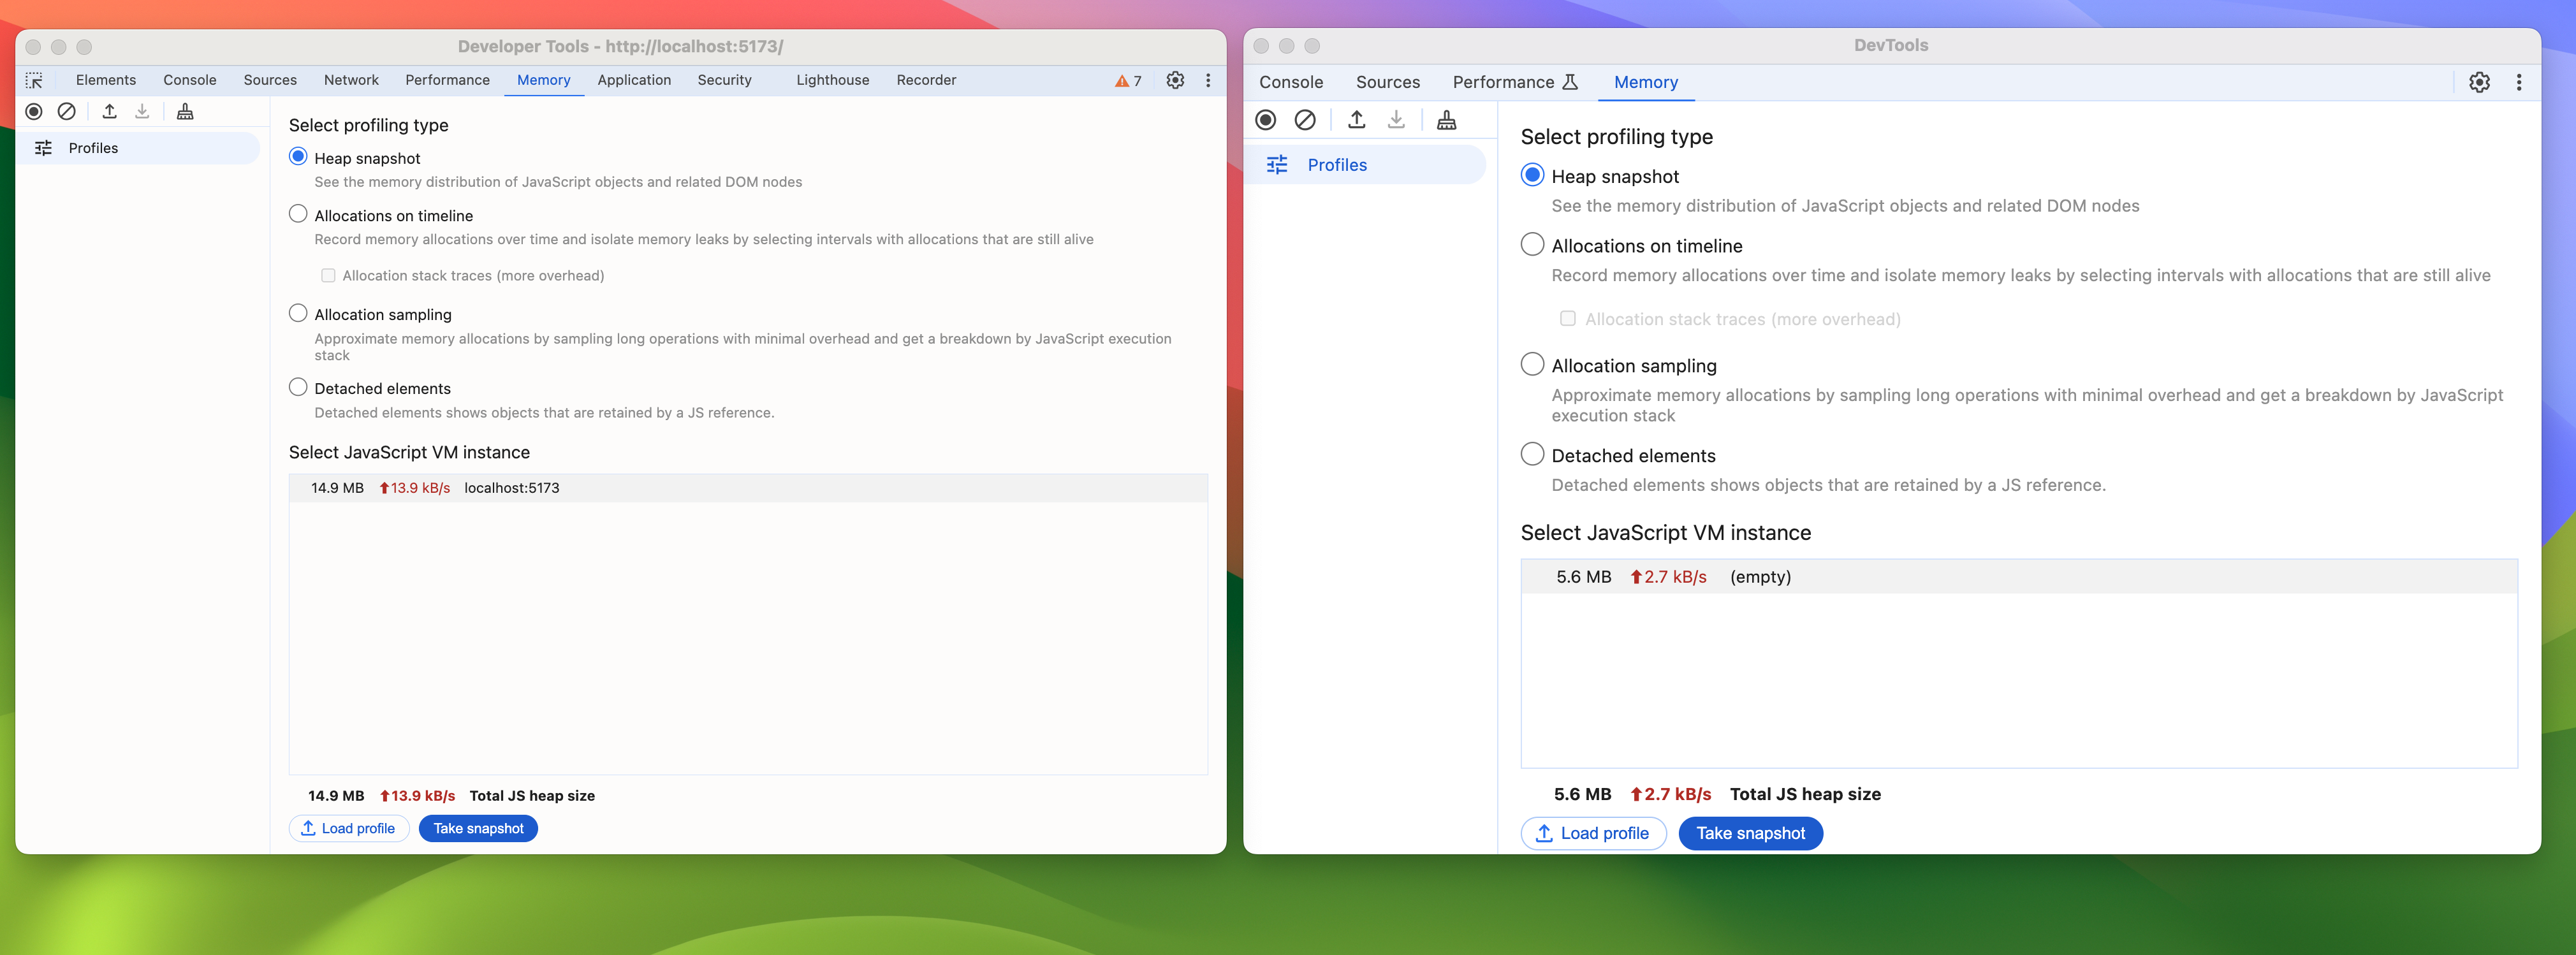 Developer Tools - http://localhost:5173/
Elements Console Sources Network Performance Memory Application Security Lighthouse Recorder 7
Profiles
Select profiling type
Heap snapshot
See the memory distribution of JavaScript objects and related DOM nodes
Allocations on timeline
Record memory allocations over time and isolate memory leaks by selecting intervals with allocations that are still alive
Allocation stack traces (more overhead)
Allocation sampling
Approximate memory allocations by sampling long operations with minimal overhead and get a breakdown by JavaScript execution
stack
Detached elements
Detached elements shows objects that are retained by a JS reference.
Select JavaScript VM instance
14.9 MB 13.9 kB/s localhost:5173
14.9 MB 13.9 kB/s Total JS heap size
Load profile Take snapshot
DevTools
Console Sources Performance Memory
Profiles
Select profiling type
Heap snapshot
See the memory distribution of JavaScript objects and related DOM nodes
Allocations on timeline
Record memory allocations over time and isolate memory leaks by selecting intervals with allocations that are still alive
Allocation stack traces (more overhead)
Allocation sampling
Approximate memory allocations by sampling long operations with minimal overhead and get a breakdown by JavaScript
execution stack
Detached elements
Detached elements shows objects that are retained by a JS reference.
Select JavaScript VM instance
5.6 MB 2.7 kB/s (empty)
5.6 MB 2.7 kB/s Total JS heap size
Load profile Take snapshot